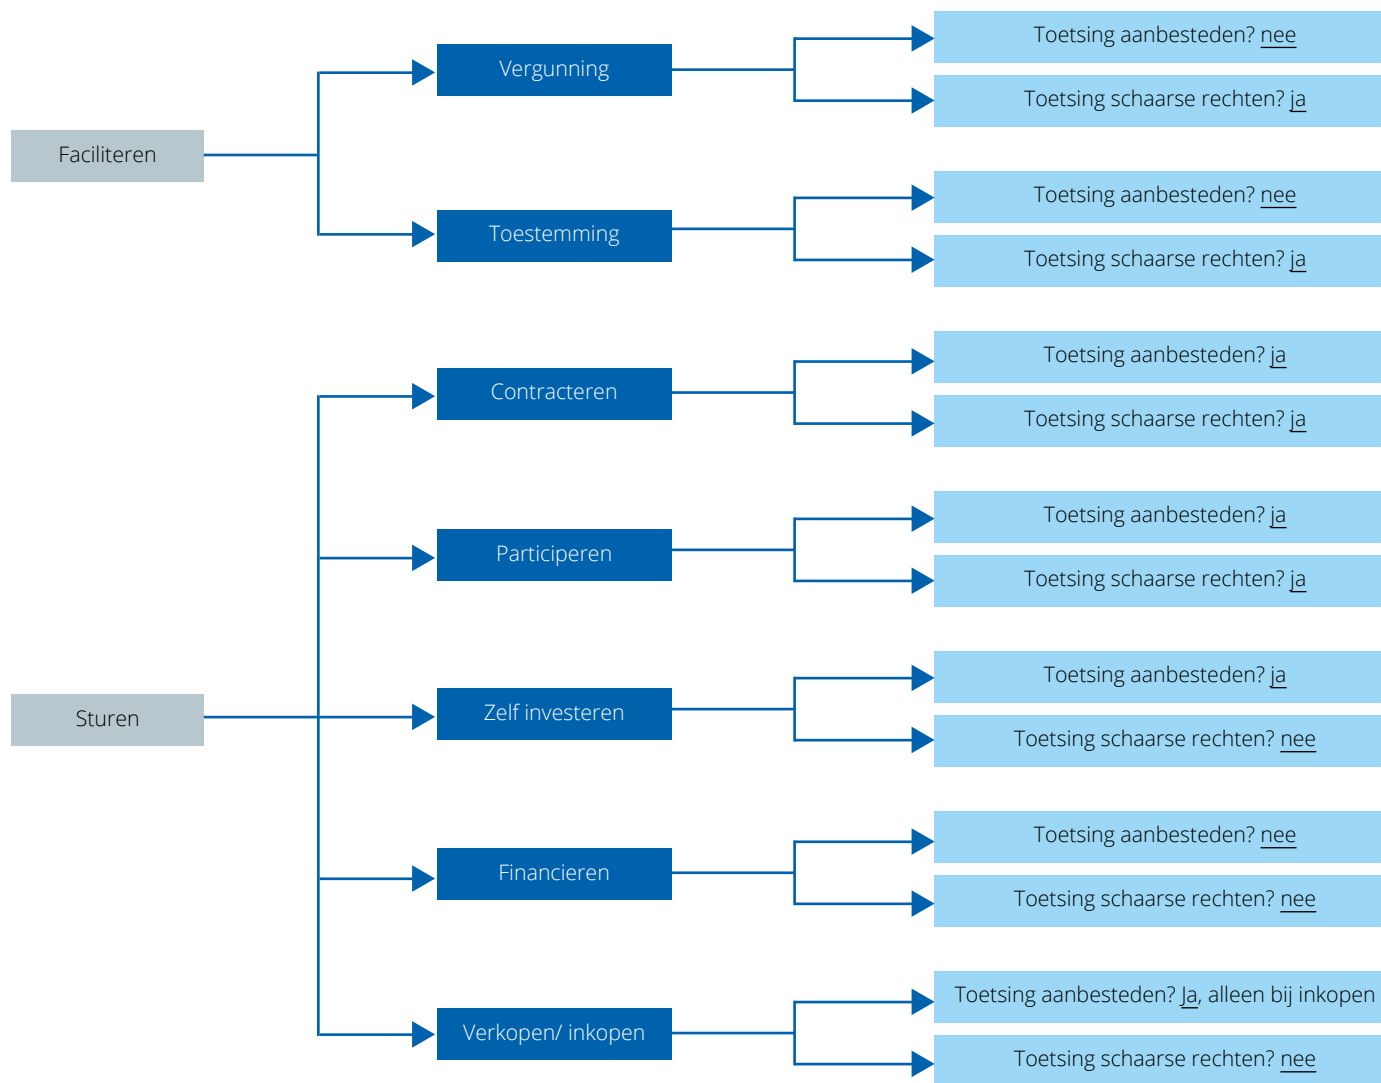 Faciliteren
Vergunning
Toetsing aanbesteden? nee
Toetsing schaarse rechten? ja
Toestemming
Toetsing aanbesteden? nee
Toetsing schaarse rechten? ja
Sturen
Contracteren
Toetsing aanbesteden? ja
Toetsing schaarse rechten? ja
Participeren
Toetsing aanbesteden? ja
Toetsing schaarse rechten? ja
Zelf investeren
Toetsing aanbesteden? ja
Toetsing schaarse rechten? nee
Financieren
Toetsing aanbesteden? nee
Toetsing schaarse rechten? nee
Verkopen/ inkopen
Toetsing aanbesteden? Ja, alleen bij inkopen
Toetsing schaarse rechten? nee